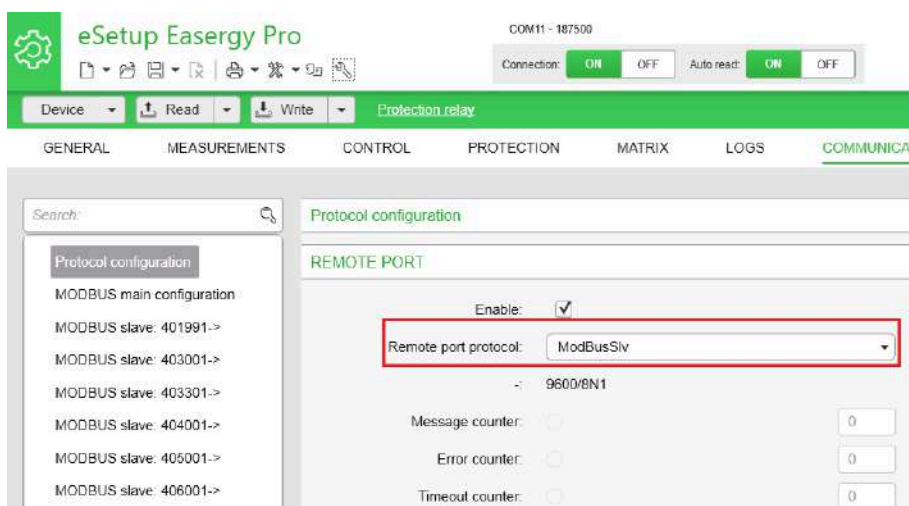 eSetup Easergy Pro
COM11 - 187500
Connection: ON OFF Auto read: ON OFF
Device Read Write Protection relay
GENERAL MEASUREMENTS CONTROL PROTECTION MATRIX LOGS COMMUNICA
Search:
Protocol configuration
MODBUS main configuration
MODBUS slave: 401991->
MODBUS slave: 403001->
MODBUS slave: 403301->
MODBUS slave: 404001->
MODBUS slave: 405001->
MODBUS slave: 406001->
Protocol configuration
REMOTE PORT
Enable:
Remote port protocol: ModBusSlv
-: 9600/8N1
Message counter: 0
Error counter: 0
Timeout counter: 0